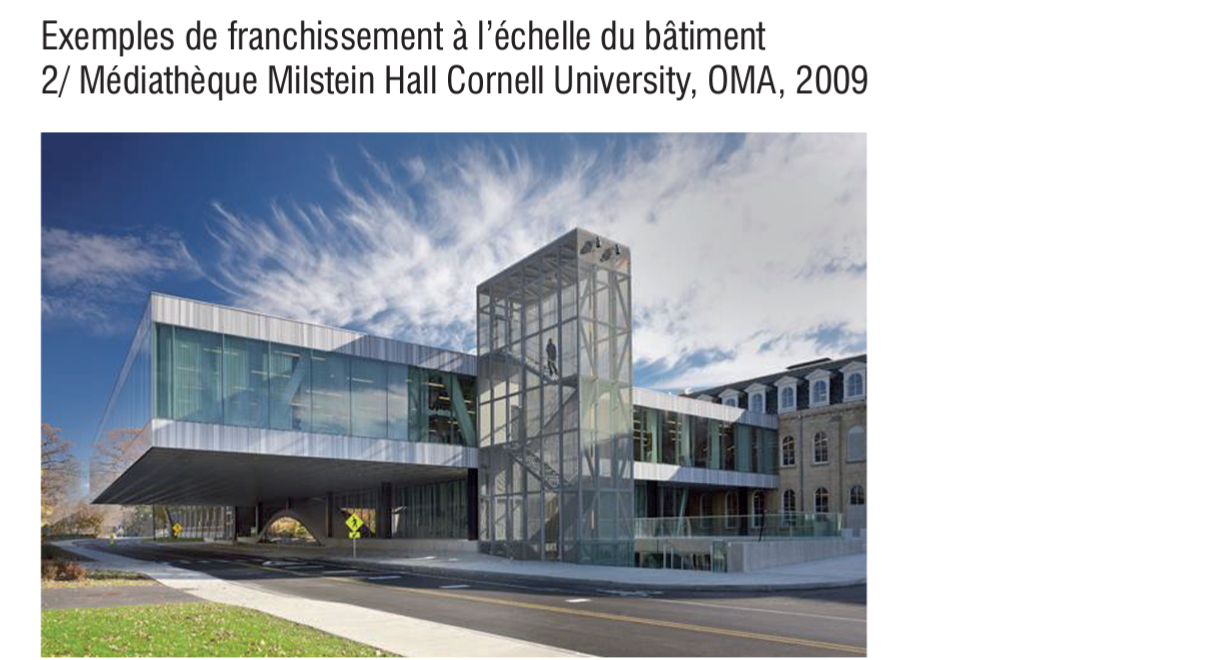 Exemples de franchissement à l’échelle du bâtiment
2/ Médiathèque Milstein Hall Cornell University, OMA, 2009